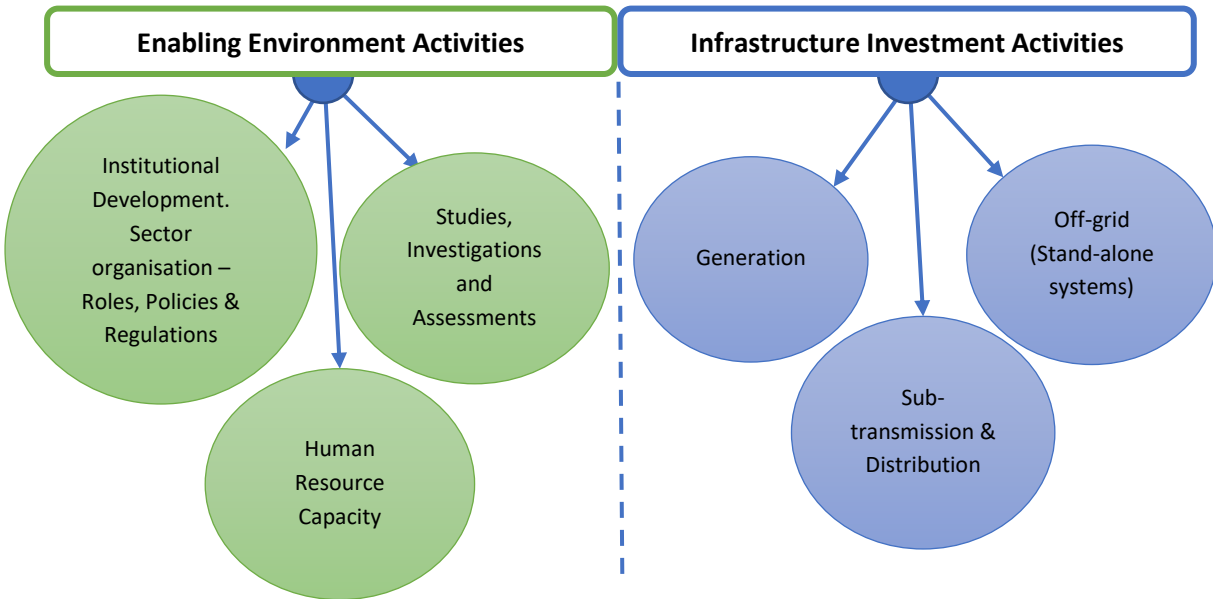 Enabling Environment Activities
Infrastructure Investment Activities
Institutional
Development.
Sector
organisation –
Roles, Policies &
Regulations
Studies,
Investigations
and
Assessments
Human
Resource
Capacity
Generation
Off-grid
(Stand-alone
systems)
Sub-
transmission &
Distribution